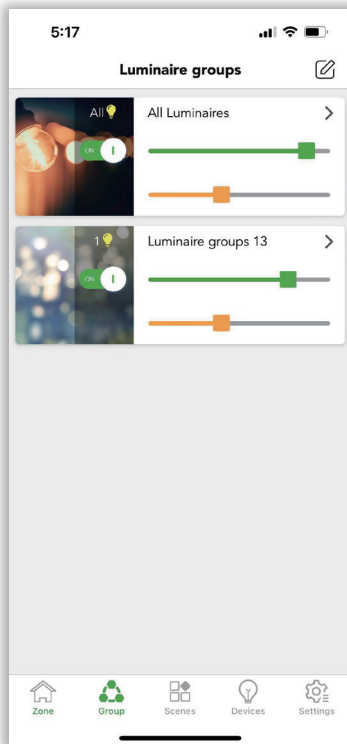 5:17
Luminaire groups
All
ON
All Luminaires
1
ON
Luminaire groups 13
Zone
Group
Scenes
Devices
Settings